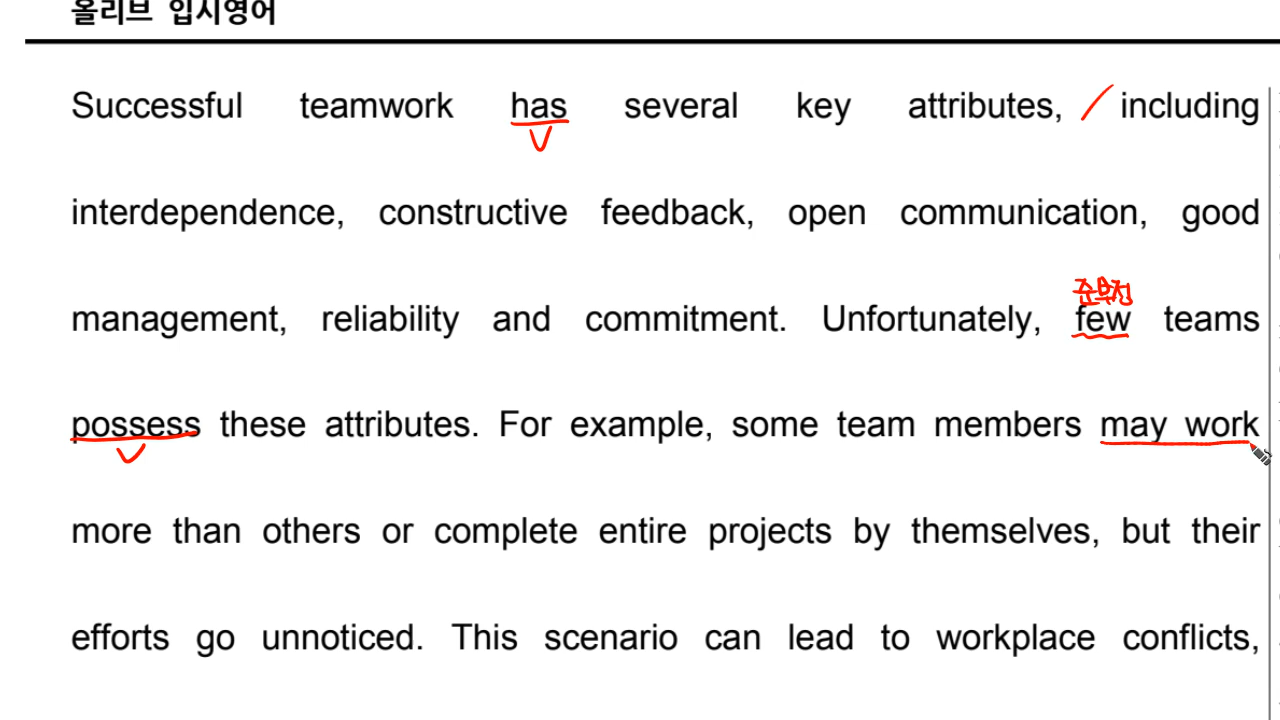 올리브 입시영어
Successful teamwork has several key attributes, including
interdependence, constructive feedback, open communication, good
준부정
management, reliability and commitment. Unfortunately, few teams
possess these attributes. For example, some team members may work
more than others or complete entire projects by themselves, but their
efforts go unnoticed. This scenario can lead to workplace conflicts,